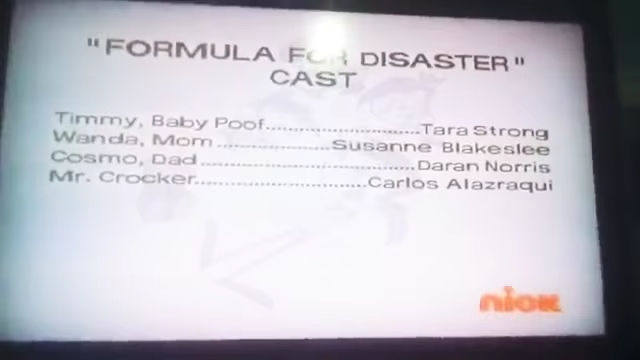 "FORMULA FOR DISASTER"
CAST
Timmy, Baby Poof..........................Tara Strong
Wanda, Mom...................Susanne Blakeslee
Cosmo, Dad....................................Daran Norris
Mr. Crocker.............................Carlos Alazraqui
nick